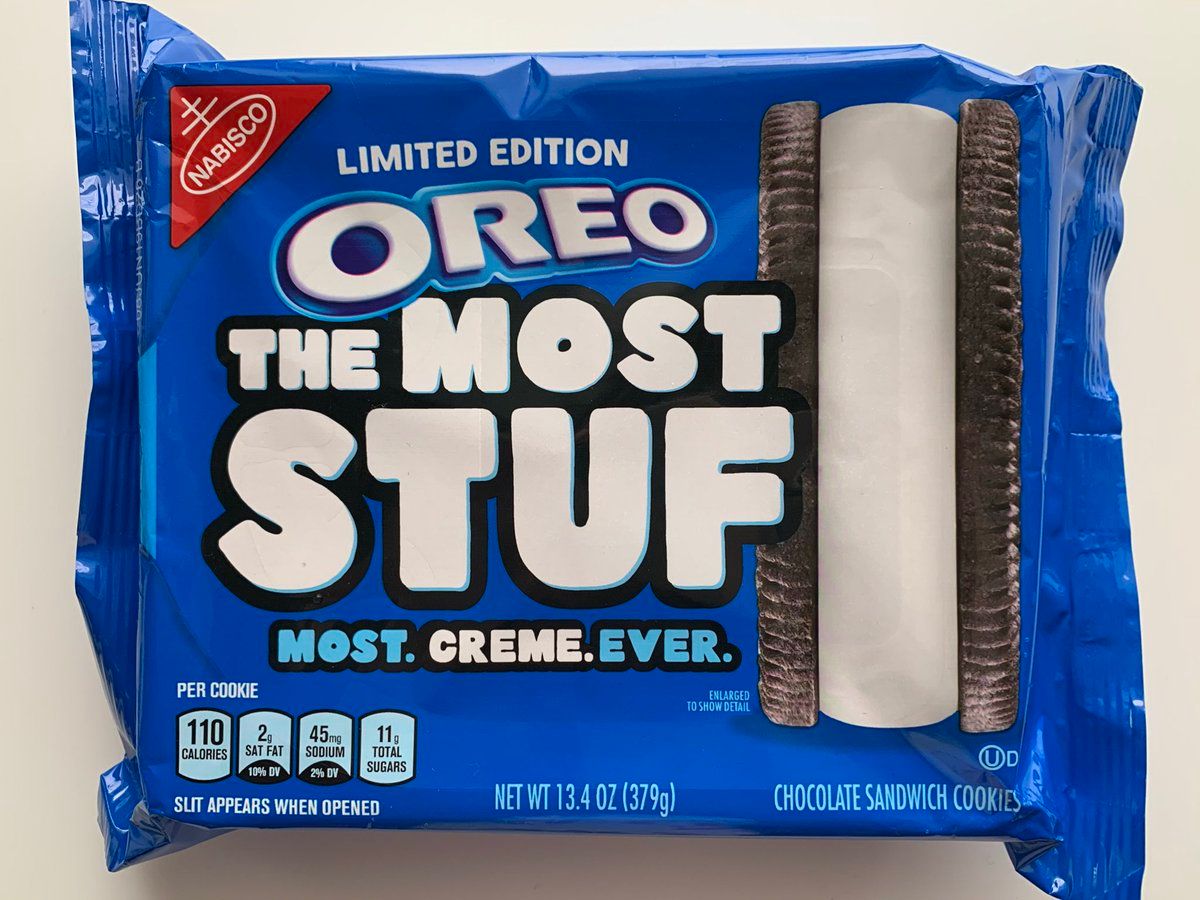 NABISCO
LIMITED EDITION
OREO
THE MOST
STUF
MOST. CREME. EVER.
PER COOKIE
110
CALORIES
2g
SAT FAT
10% DV
45mg
SODIUM
2% DV
11g
TOTAL
SUGARS
SLIT APPEARS WHEN OPENED
ENLARGED
TO SHOW DETAIL
NET WT 13.4 OZ (379g)
UD
CHOCOLATE SANDWICH COOKIES